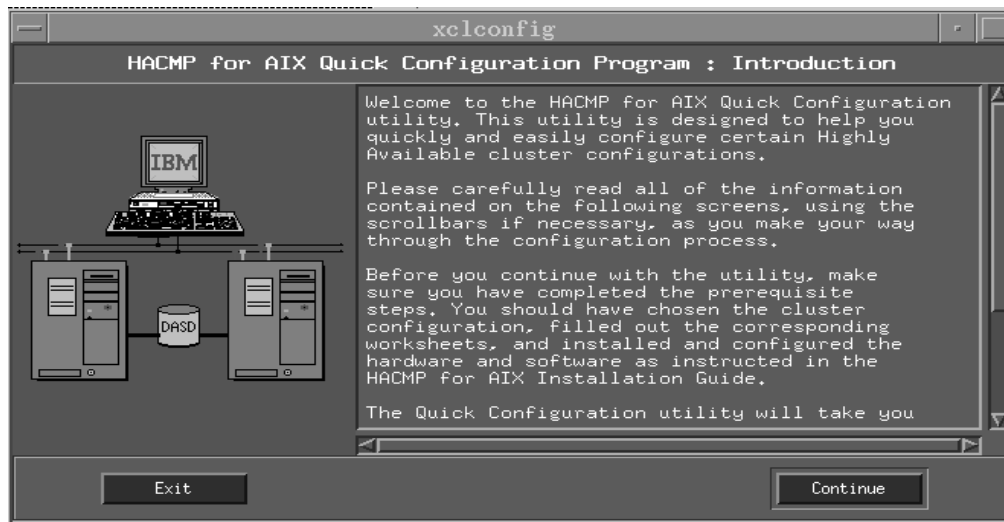 xclconfig
HACMP for AIX Quick Configuration Program : Introduction
IBM
DASD
Welcome to the HACMP for AIX Quick Configuration
utility. This utility is designed to help you
quickly and easily configure certain Highly
Available cluster configurations.
Please carefully read all of the information
contained on the following screens, using the
scrollbars if necessary, as you make your way
through the configuration process.
Before you continue with the utility, make
sure you have completed the prerequisite
steps. You should have chosen the cluster
configuration, filled out the corresponding
worksheets, and installed and configured the
hardware and software as instructed in the
HACMP for AIX Installation Guide.
The Quick Configuration utility will take you
Exit
Continue